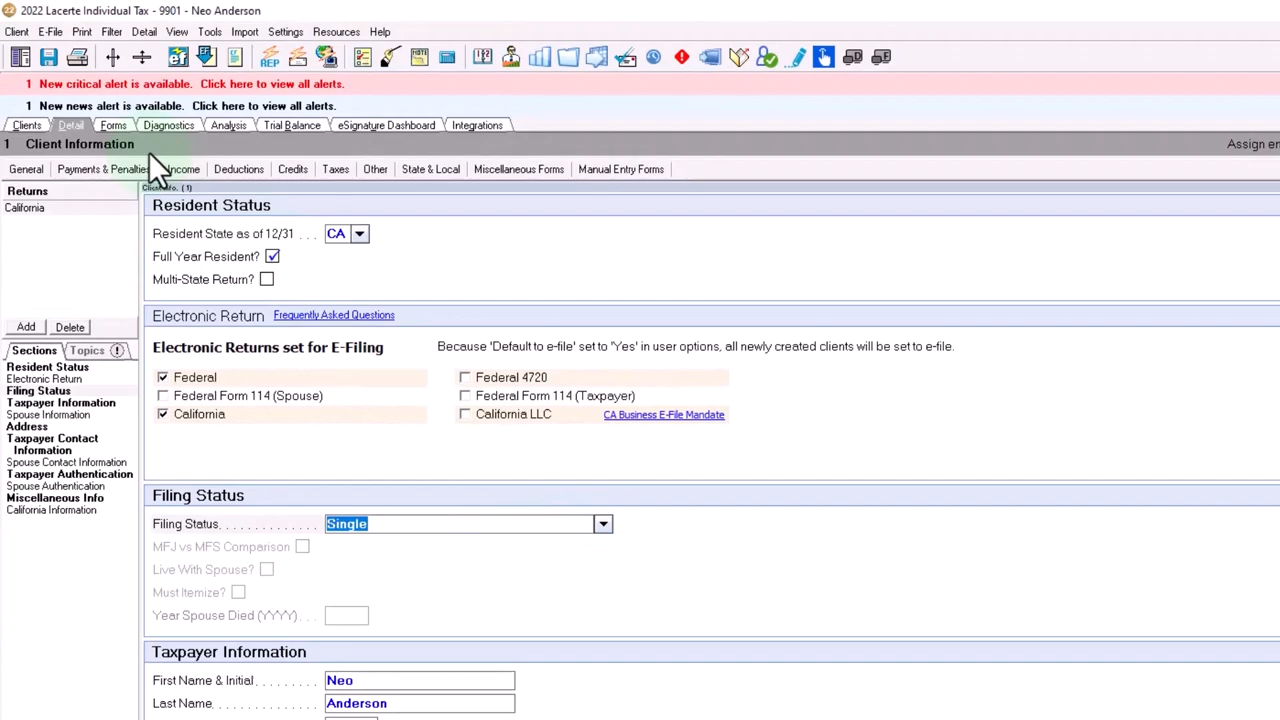 22 2022 Lacerte Individual Tax - 9901 - Neo Anderson
Client E-File Print Filter Detail View Tools Import Settings Resources Help
1 New critical alert is available. Click here to view all alerts.
1 New news alert is available. Click here to view all alerts.
Clients Detail Forms Diagnostics Analysis Trial Balance eSignature Dashboard Integrations
1 Client Information Assign en
General Payments & Penalties Income Deductions Credits Taxes Other State & Local Miscellaneous Forms Manual Entry Forms
Returns
California
Add Delete
Sections Topics
Resident Status
Electronic Return
Filing Status
Taxpayer Information
Spouse Information
Address
Taxpayer Contact
Information
Spouse Contact Information
Taxpayer Authentication
Spouse Authentication
Miscellaneous Info
California Information
Client Info. (1)
Resident Status
Resident State as of 12/31 . . . CA
Full Year Resident?
Multi-State Return?
Electronic Return Frequently Asked Questions
Electronic Returns set for E-Filing Because 'Default to e-file' set to 'Yes' in user options, all newly created clients will be set to e-file.
Federal Federal 4720
Federal Form 114 (Spouse) Federal Form 114 (Taxpayer)
California California LLC CA Business E-File Mandate
Filing Status
Filing Status. . . . . . . . . . . . . . Single
MFJ vs MFS Comparison
Live With Spouse?
Must Itemize?
Year Spouse Died (YYYY). . .
Taxpayer Information
First Name & Initial . . . . . . . . . Neo
Last Name. . . . . . . . . . . . . . Anderson